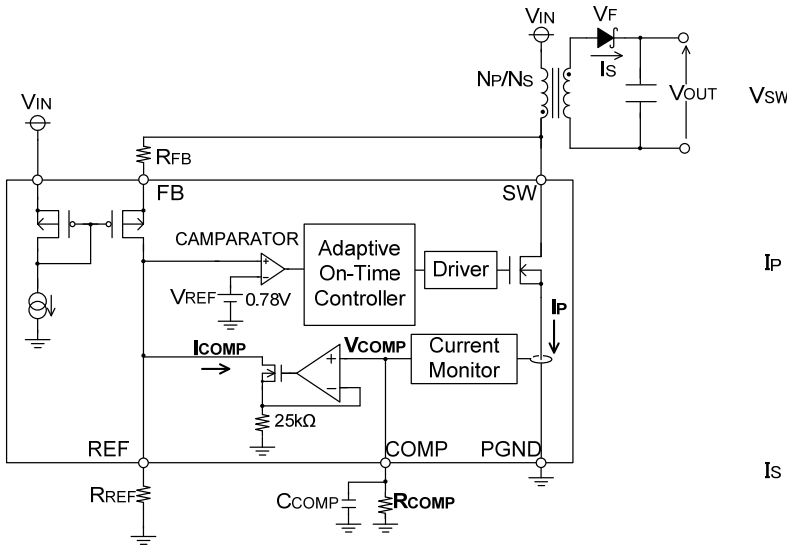 VIN
VF
NP/NS
IS
VOUT
VSW
VIN
RFB
FB
SW
CAMPARATOR
Adaptive
On-Time
Controller
Driver
VREF
0.78V
IP
IP
ICOMP
VCOMP
Current
Monitor
25kΩ
REF
COMP
PGND
IS
RREF
CCOMP
RCOMP